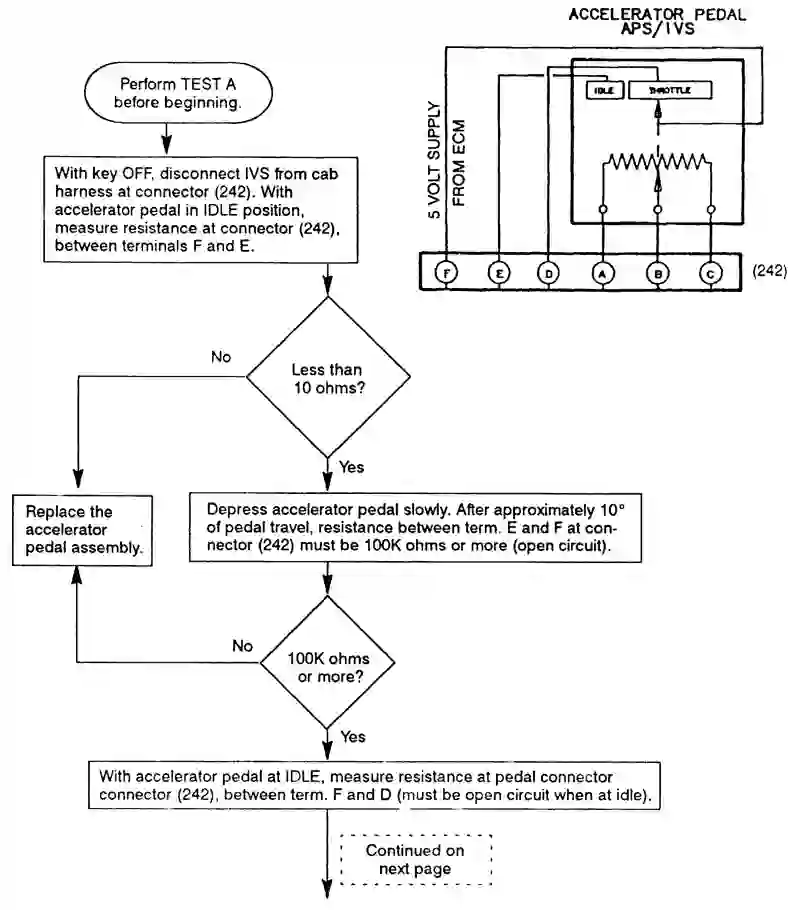 ACCELERATOR PEDAL
APS/IVS
IDLE
THROTTLE
5 VOLT SUPPLY
FROM ECM
F
E
D
A
B
C
(242)
Perform TEST A
before beginning.
With key OFF, disconnect IVS from cab
harness at connector (242). With
accelerator pedal in IDLE position,
measure resistance at connector (242),
between terminals F and E.
No
Less than
10 ohms?
Yes
Replace the
accelerator
pedal assembly.
Depress accelerator pedal slowly. After approximately 10°
of pedal travel, resistance between term. E and F at con-
nector (242) must be 100K ohms or more (open circuit).
No
100K ohms
or more?
Yes
With accelerator pedal at IDLE, measure resistance at pedal connector
connector (242), between term. F and D (must be open circuit when at idle).
Continued on
next page